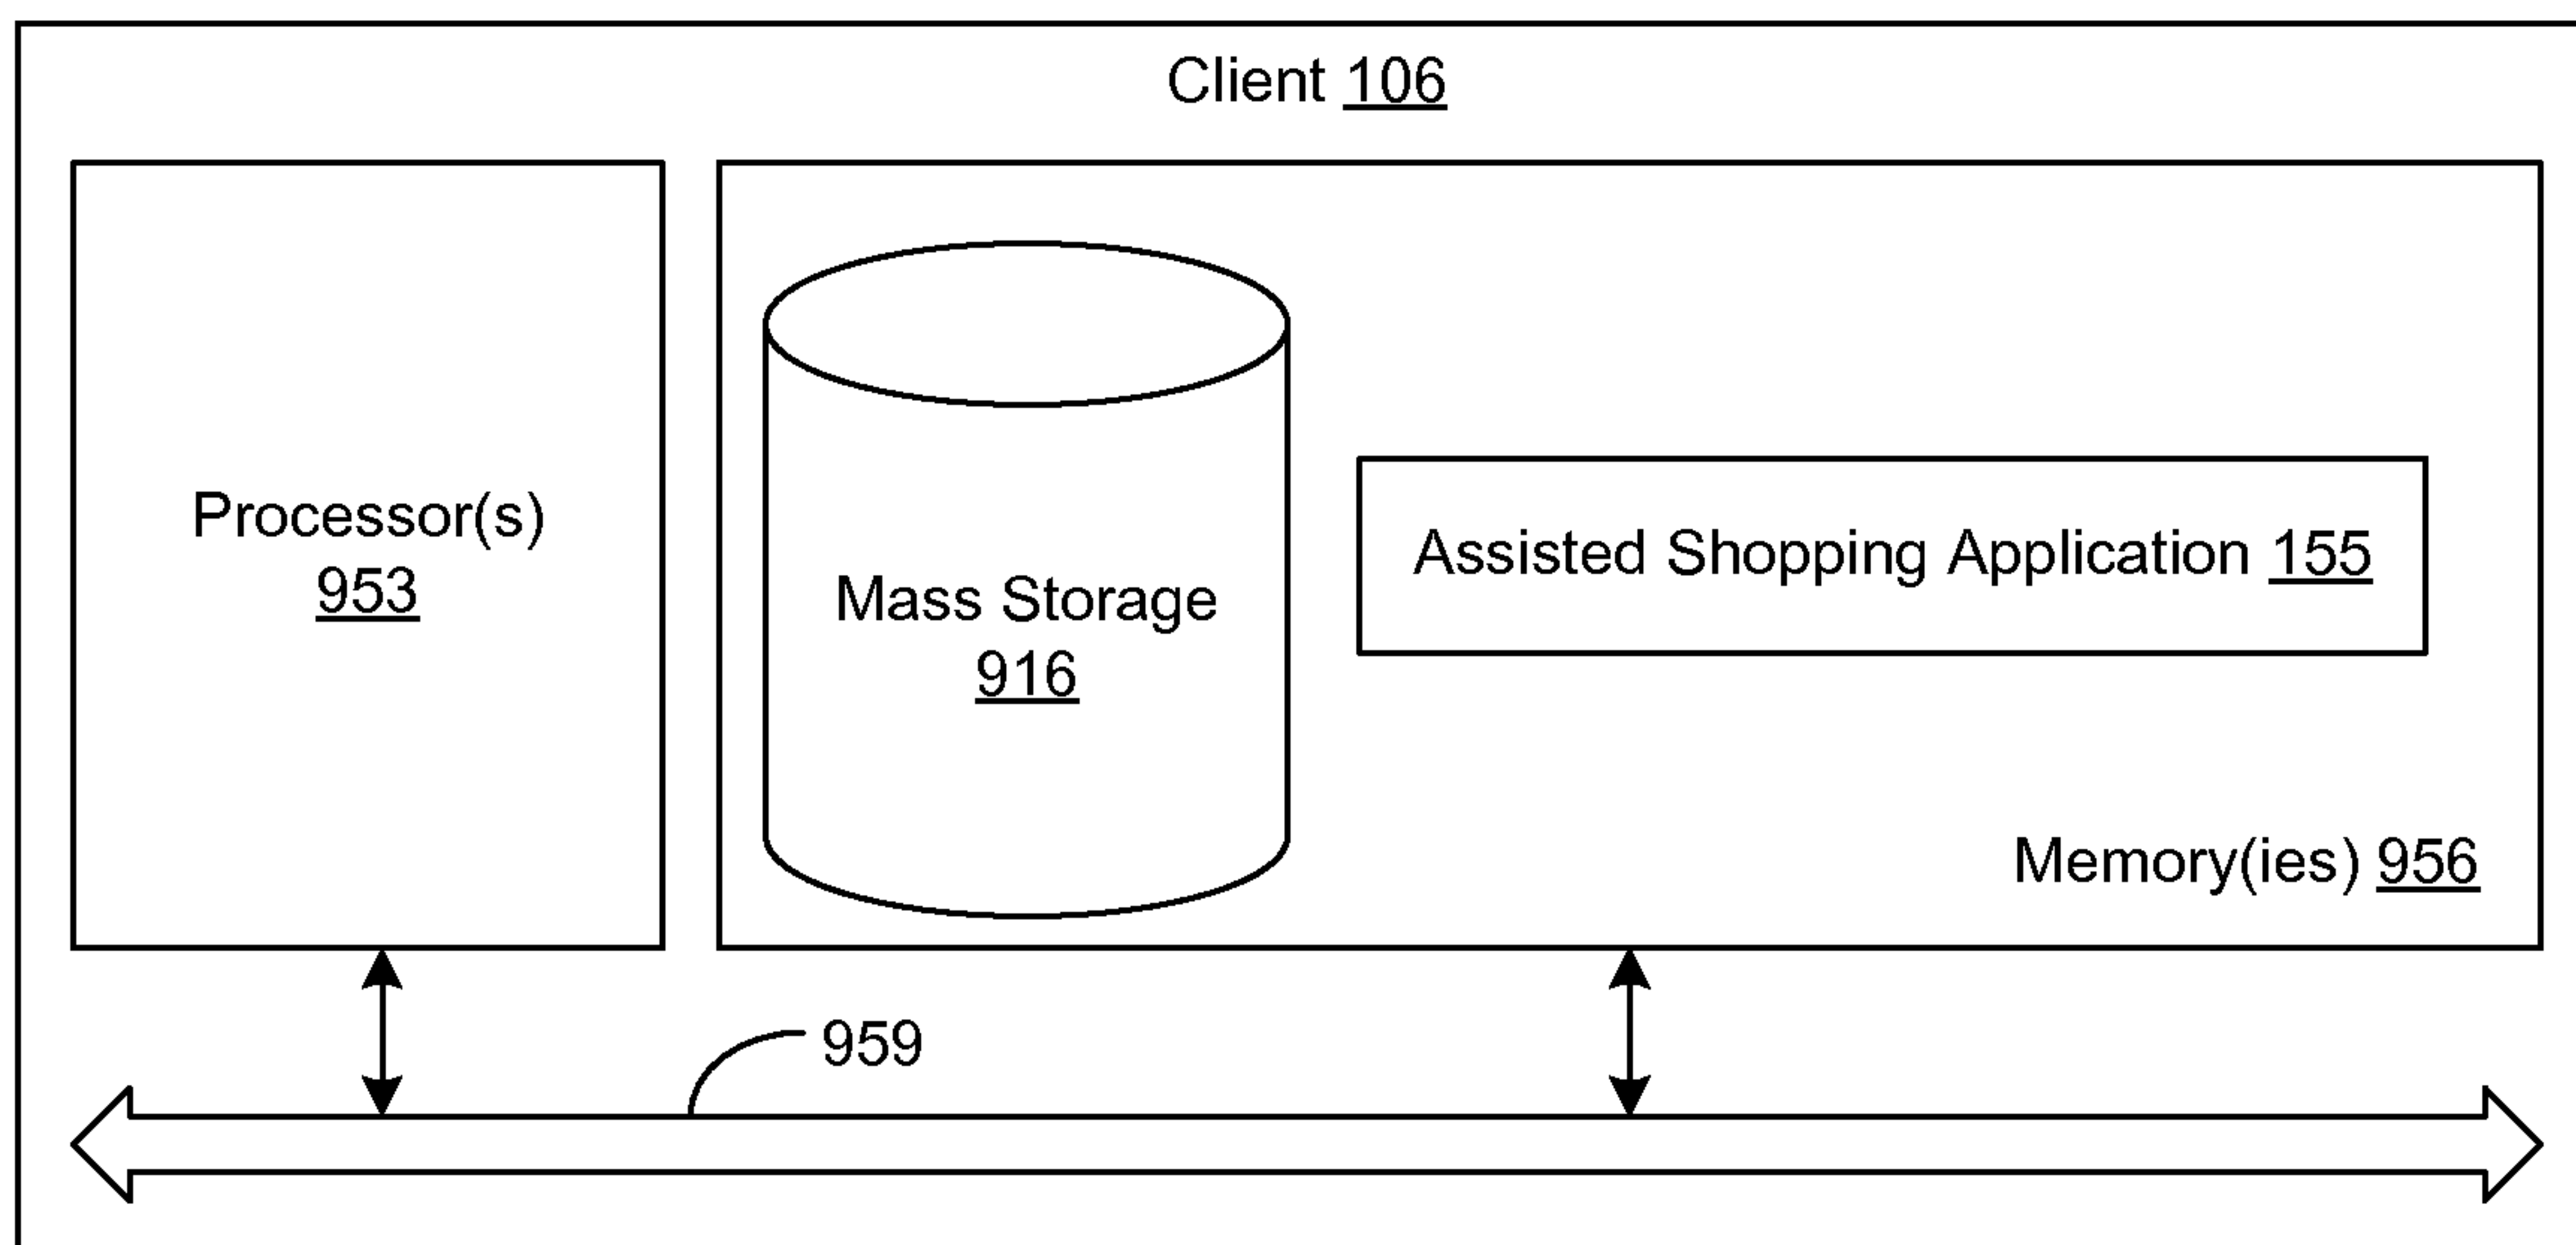 Client 106
Processor(s)
953
Mass Storage
916
Assisted Shopping Application 155
Memory(ies) 956
959